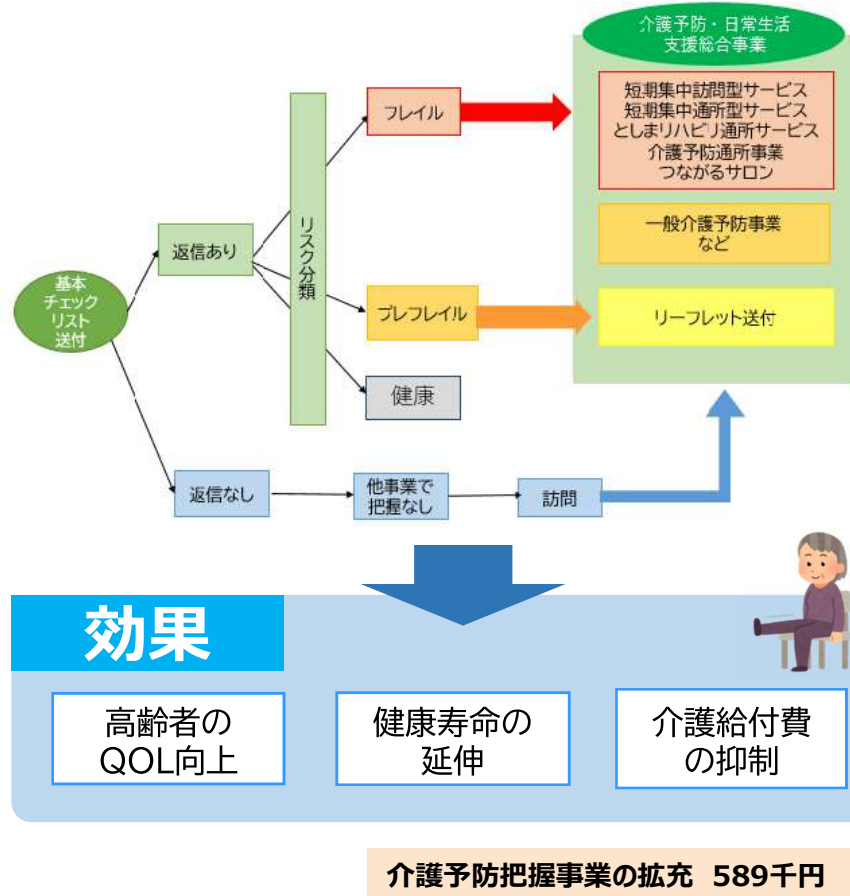 介護予防・日常生活
支援総合事業
短期集中訪問型サービス
短期集中通所型サービス
としまリハビリ通所サービス
介護予防通所事業
つながるサロン
一般介護予防事業
など
リーフレット送付
フレイル
プレフレイル
健康
リスク分類
返信あり
基本
チェック
リスト
送付
返信なし
他事業で
把握なし
訪問
効果
高齢者の
QOL向上
健康寿命の
延伸
介護給付費
の抑制
介護予防把握事業の拡充 589千円